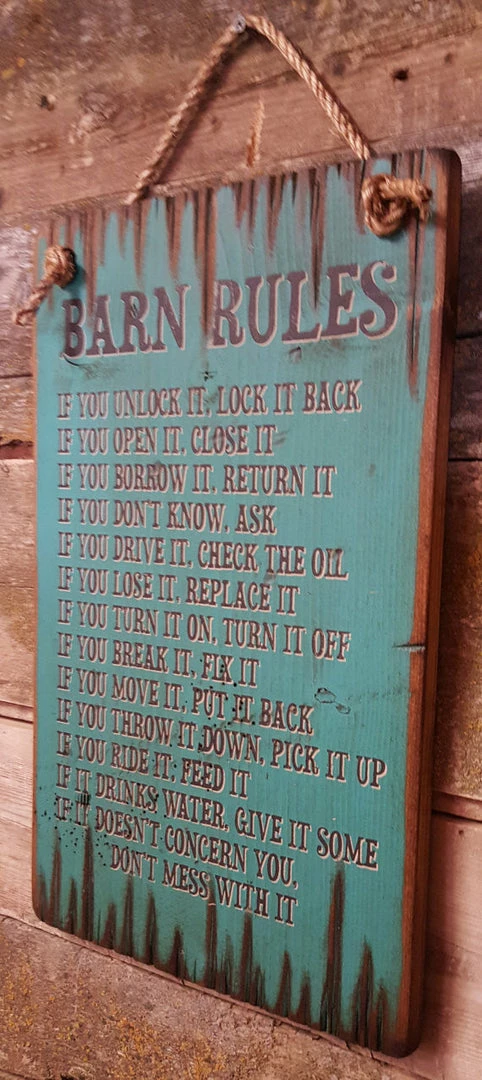 BARN RULES
IF YOU UNLOCK IT, LOCK IT BACK
IF YOU OPEN IT, CLOSE IT
IF YOU BORROW IT, RETURN IT
IF YOU DON'T KNOW, ASK
IF YOU DRIVE IT, CHECK THE OIL
IF YOU LOSE IT, REPLACE IT
IF YOU TURN IT ON, TURN IT OFF
IF YOU BREAK IT, FIX IT
IF YOU MOVE IT, PUT IT BACK
IF YOU THROW IT DOWN, PICK IT UP
IF YOU RIDE IT, FEED IT
IF IT DRINKS WATER, GIVE IT SOME
IF IT DOESN'T CONCERN YOU,
DON'T MESS WITH IT